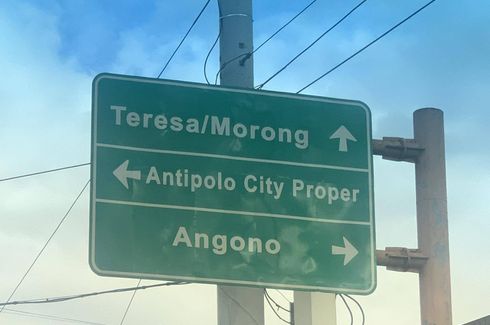 Teresa/Morong
Antipolo City Proper
Angono